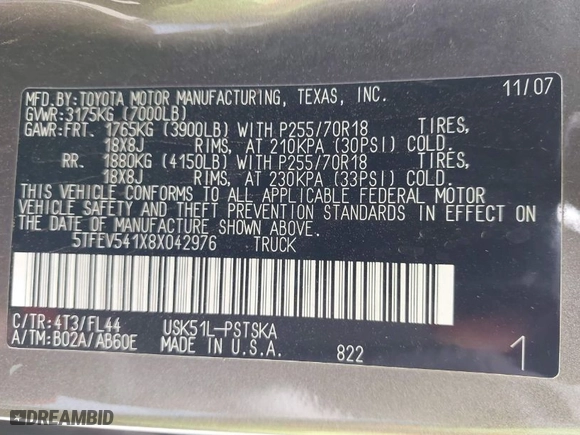 MFD.BY:TOYOTA MOTOR MANUFACTURING, TEXAS, INC. 11/07
GVWR:3175KG (7000LB)
GAWR:FRT. 1765KG (3900LB) WITH P255/70R18 TIRES,
18X8J RIMS, AT 210KPA (30PSI) COLD.
RR. 1880KG (4150LB) WITH P255/70R18 TIRES,
18X8J RIMS, AT 230KPA (33PSI) COLD.
THIS VEHICLE CONFORMS TO ALL APPLICABLE FEDERAL MOTOR
VEHICLE SAFETY AND THEFT PREVENTION STANDARDS IN EFFECT ON
THE DATE OF MANUFACTURE SHOWN ABOVE.
5TFEV541X8X042976 TRUCK
C/TR:4T3/FL44 USK51L-PSTSKA
A/TM:B02A/AB60E MADE IN U.S.A. 822 1
DREAMBID